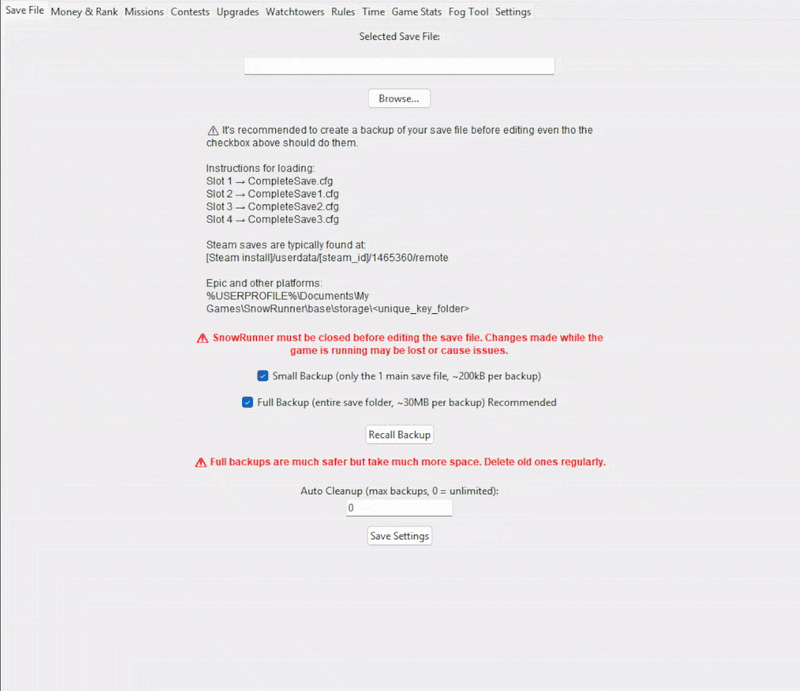 Save File Money & Rank Missions Contests Upgrades Watchtowers Rules Time Game Stats Fog Tool Settings
Selected Save File:
Browse...
⚠ It's recommended to create a backup of your save file before editing even tho the
checkbox above should do them.
Instructions for loading:
Slot 1 → CompleteSave.cfg
Slot 2 → CompleteSave1.cfg
Slot 3 → CompleteSave2.cfg
Slot 4 → CompleteSave3.cfg
Steam saves are typically found at:
[Steam install]/userdata/[steam_id]/1465360/remote
Epic and other platforms:
%USERPROFILE%\Documents\My
Games\SnowRunner\base\storage\<unique_key_folder>
⚠ SnowRunner must be closed before editing the save file. Changes made while the
game is running may be lost or cause issues.
Small Backup (only the 1 main save file, ~200kB per backup)
Full Backup (entire save folder, ~30MB per backup) Recommended
Recall Backup
⚠ Full backups are much safer but take much more space. Delete old ones regularly.
Auto Cleanup (max backups, 0 = unlimited):
0
Save Settings